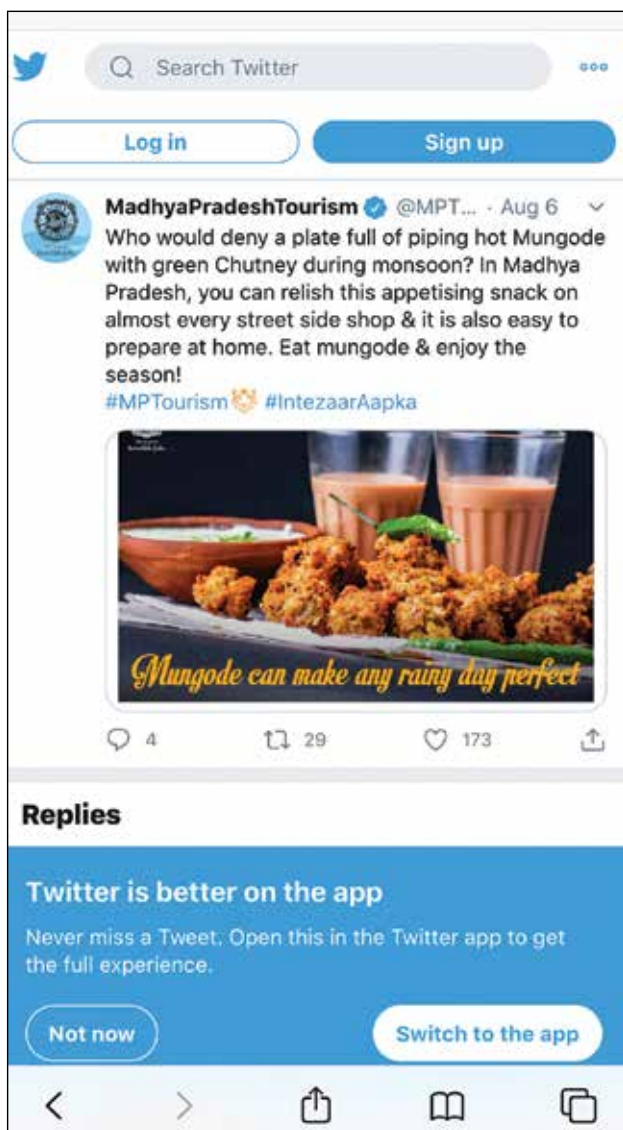 Search Twitter
Log in
Sign up
MadhyaPradeshTourism @MPT... · Aug 6
Who would deny a plate full of piping hot Mungode
with green Chutney during monsoon? In Madhya
Pradesh, you can relish this appetising snack on
almost every street side shop & it is also easy to
prepare at home. Eat mungode & enjoy the
season!
#MPTourism #IntezaarAapka
Mungode can make any rainy day perfect
4 29 173
Replies
Twitter is better on the app
Never miss a Tweet. Open this in the Twitter app to get
the full experience.
Not now
Switch to the app